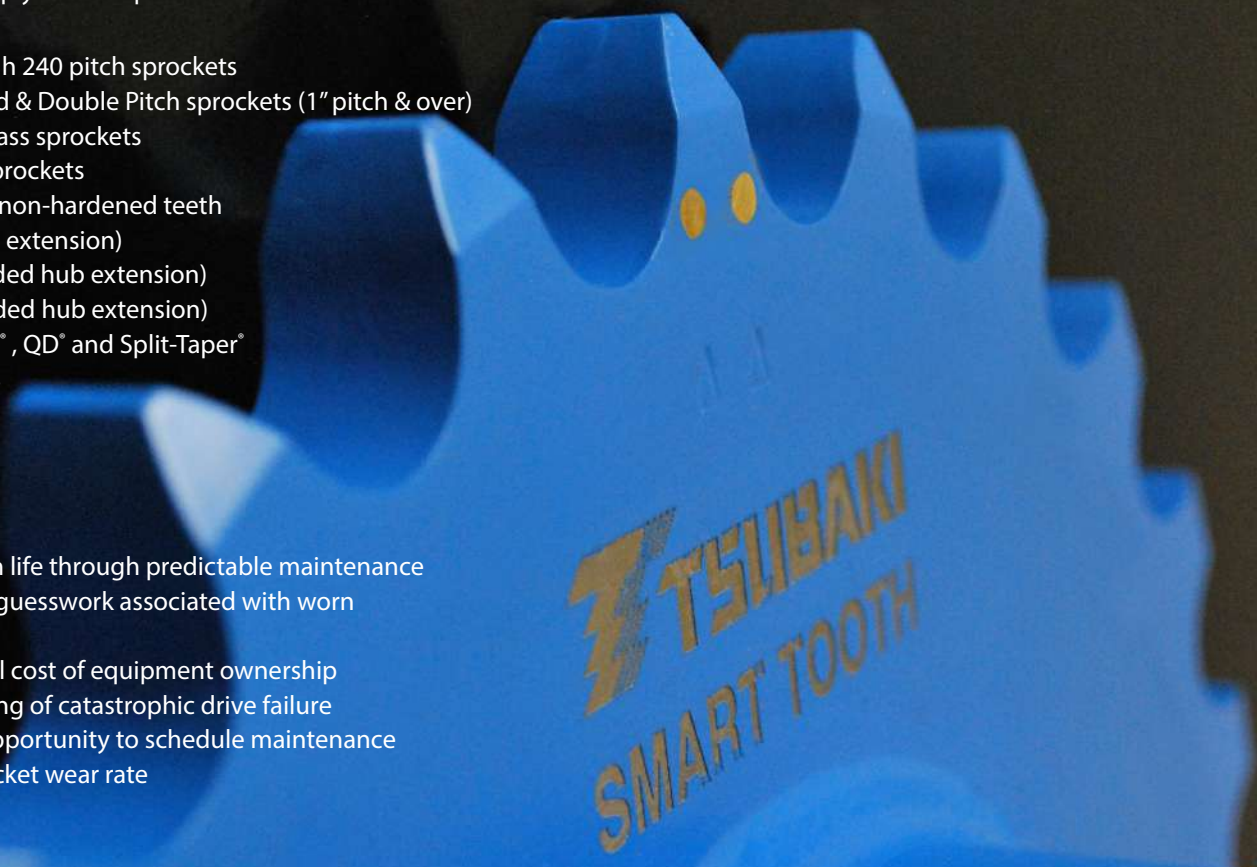 h 240 pitch sprockets
d & Double Pitch sprockets (1” pitch & over)
ass sprockets
prockets
non-hardened teeth
extension)
ded hub extension)
ded hub extension)
® , QD® and Split-Taper®
TSUBAKI
SMART TOOTH
n life through predictable maintenance
guesswork associated with worn
l cost of equipment ownership
ng of catastrophic drive failure
pportunity to schedule maintenance
cket wear rate